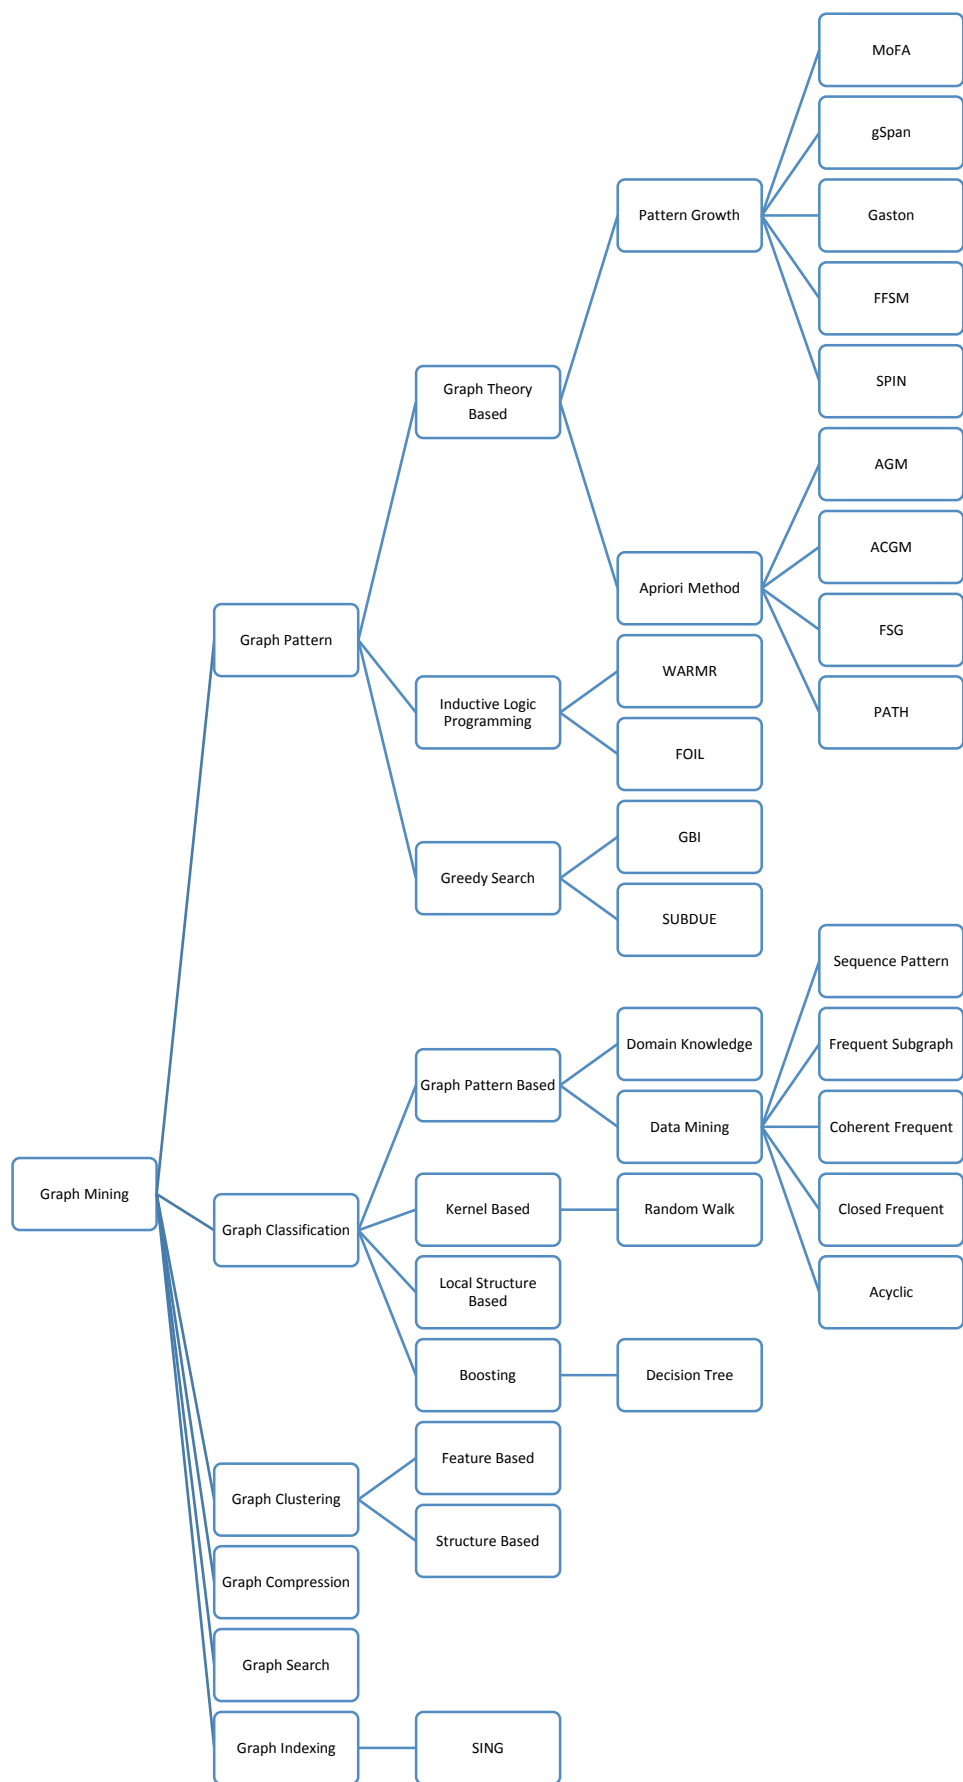 MoFA
gSpan
Pattern Growth
Gaston
FFSM
Graph Theory
Based
SPIN
AGM
ACGM
Apriori Method
Graph Pattern
FSG
WARMR
Inductive Logic
Programming
PATH
FOIL
GBI
Greedy Search
SUBDUE
Sequence Pattern
Domain Knowledge
Frequent Subgraph
Graph Pattern Based
Data Mining
Coherent Frequent
Graph Mining
Kernel Based
Random Walk
Closed Frequent
Graph Classification
Local Structure
Based
Acyclic
Boosting
Decision Tree
Feature Based
Graph Clustering
Structure Based
Graph Compression
Graph Search
Graph Indexing
SING